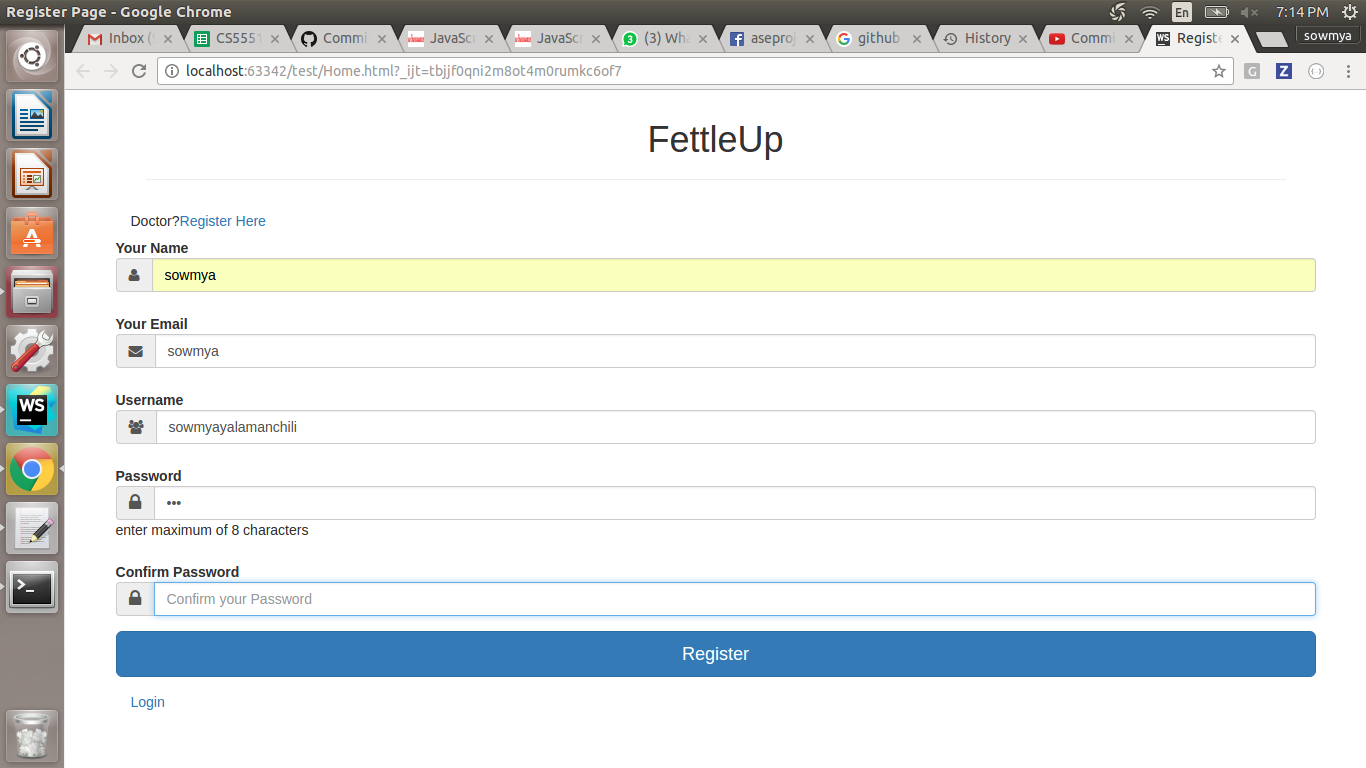 Register Page - Google Chrome
En
7:14 PM
Inbox (
CS5551
Commi
JavaSc
JavaSc
(3) Wha
aseproj
github
History
Commi
Registe
sowmya
localhost:63342/test/Home.html?_ijt=tbjjf0qni2m8ot4m0rumkc6of7
FettleUp
Doctor?Register Here
Your Name
sowmya
Your Email
sowmya
Username
sowmyayalamanchili
Password
•••
enter maximum of 8 characters
Confirm Password
Confirm your Password
Register
Login
WS